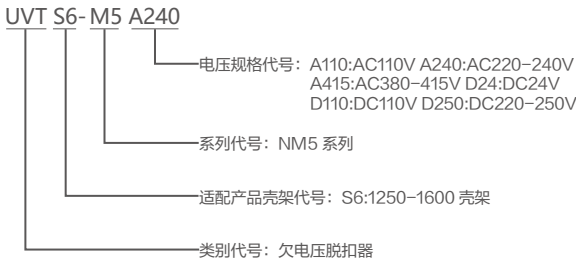 UVT S6-M5 A240
电压规格代号：A110:AC110V A240:AC220-240V
A415:AC380-415V D24:DC24V
D110:DC110V D250:DC220-250V
系列代号：NM5 系列
适配产品壳架代号：S6:1250-1600 壳架
类别代号：欠电压脱扣器